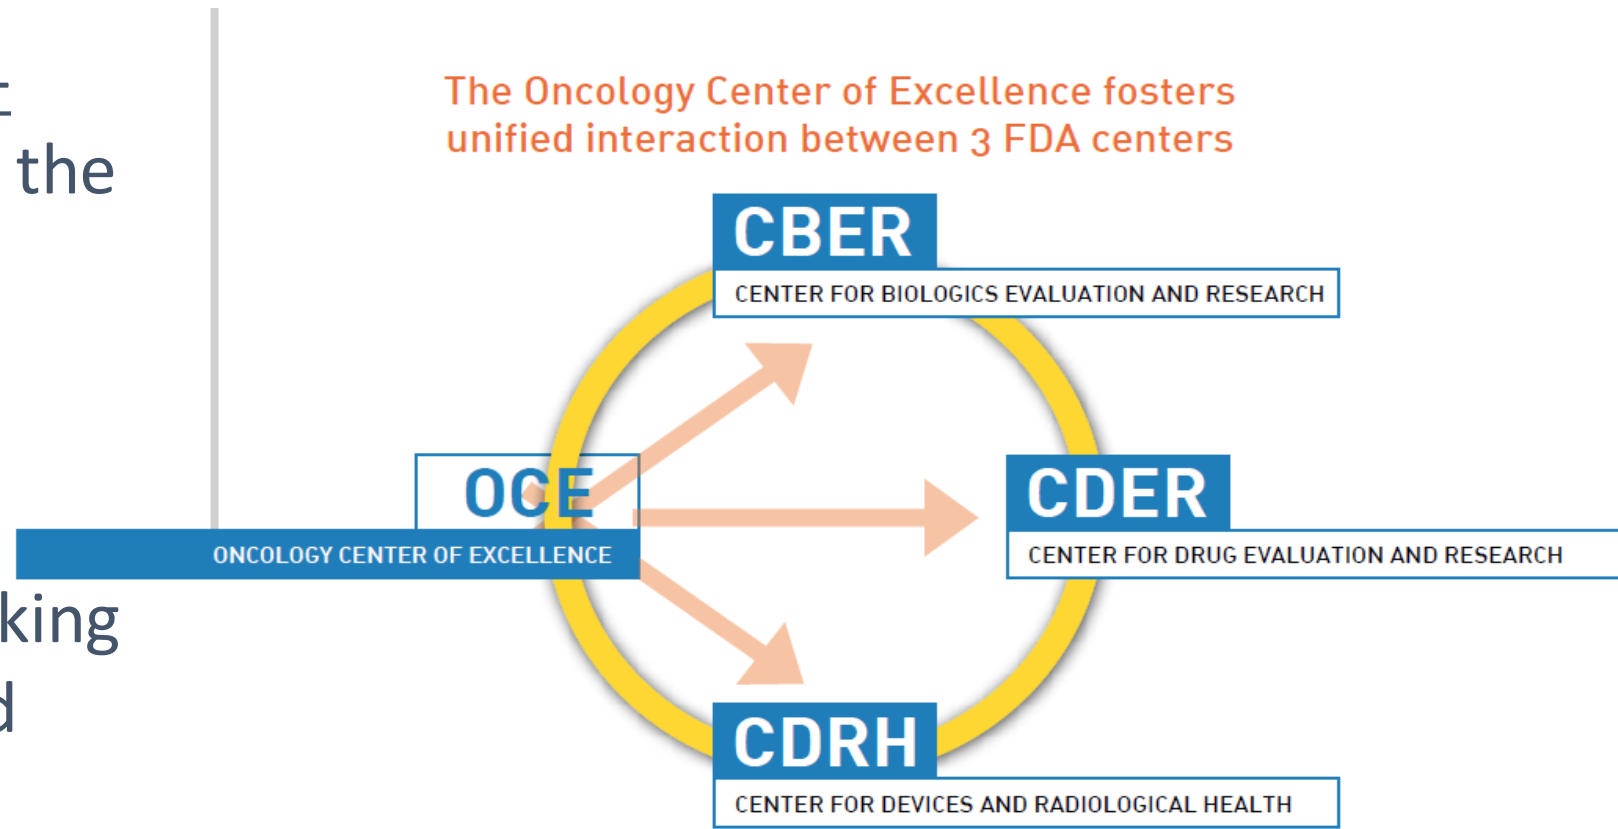 the
king
The Oncology Center of Excellence fosters
unified interaction between 3 FDA centers
CBER
CENTER FOR BIOLOGICS EVALUATION AND RESEARCH
OCE
ONCOLOGY CENTER OF EXCELLENCE
CDER
CENTER FOR DRUG EVALUATION AND RESEARCH
CDRH
CENTER FOR DEVICES AND RADIOLOGICAL HEALTH